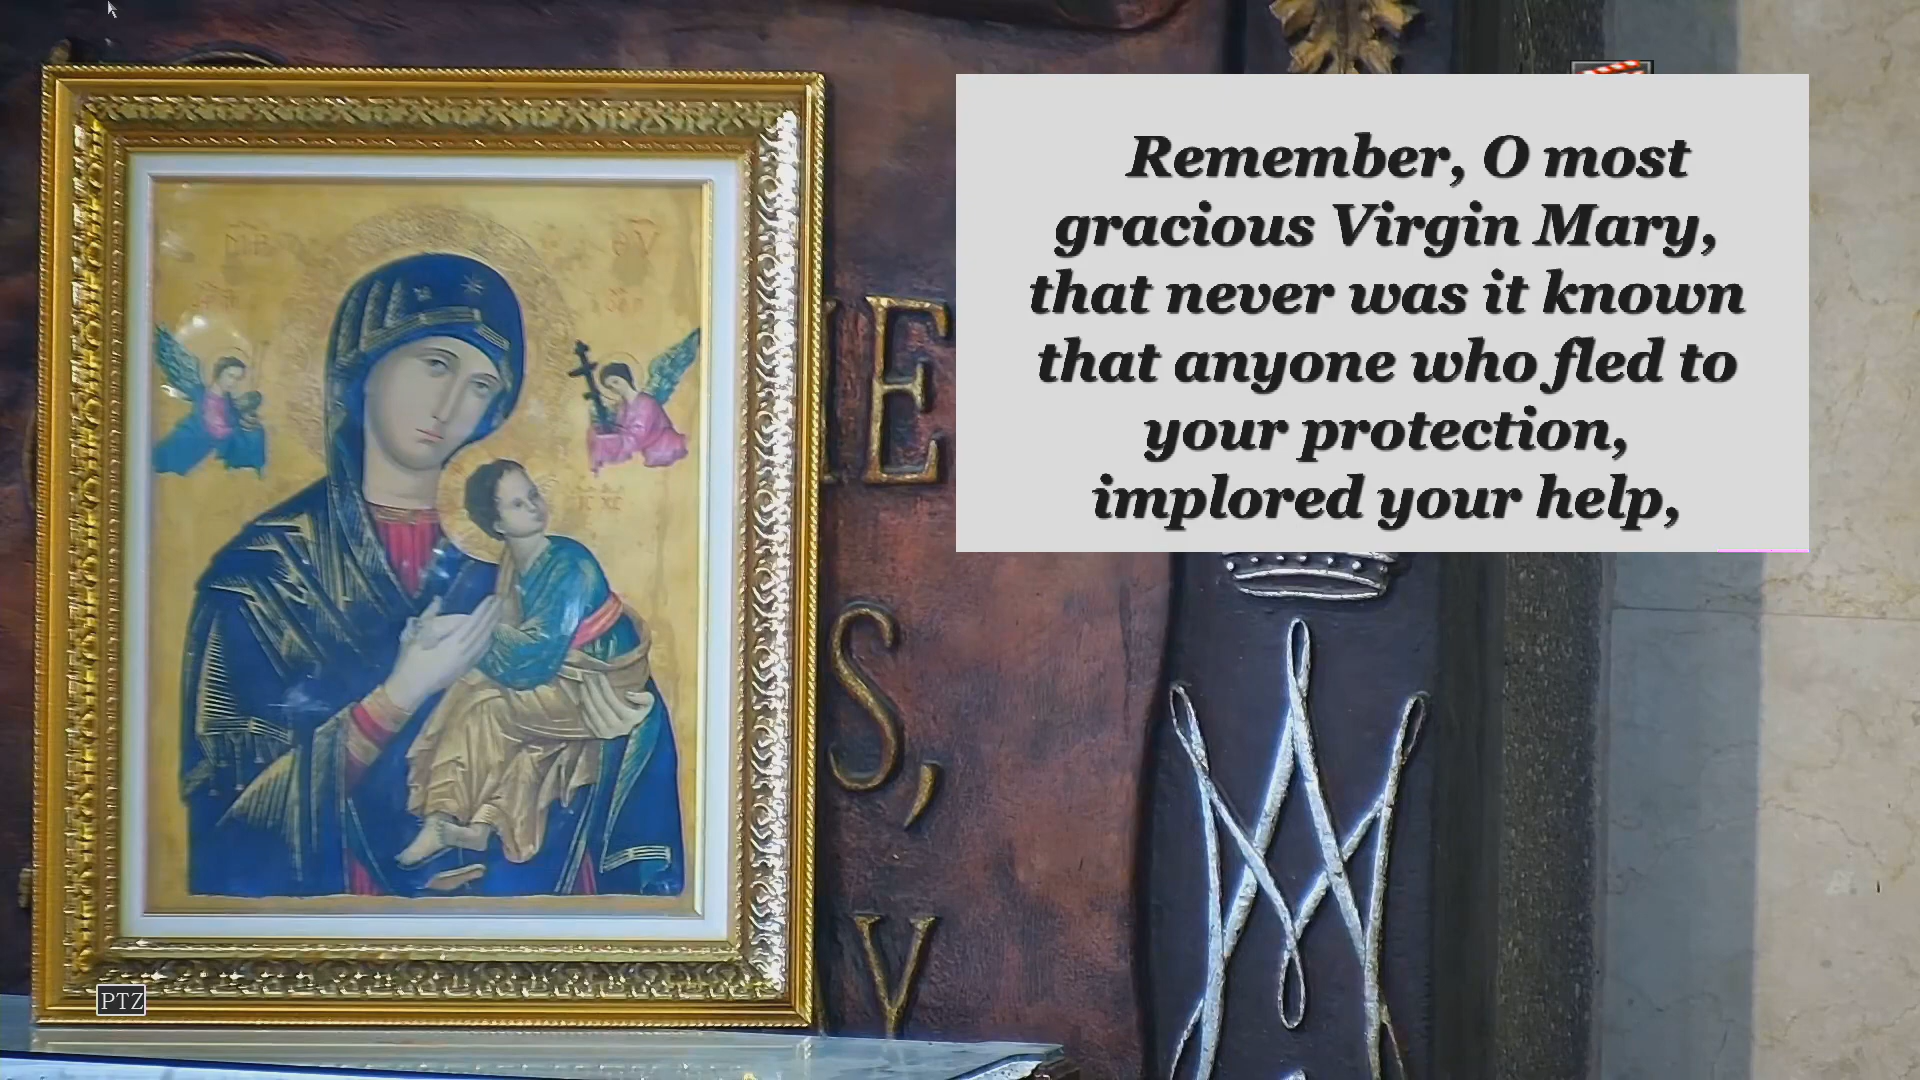 Remember, O most
gracious Virgin Mary,
that never was it known
that anyone who fled to
your protection,
implored your help,
E
S,
Y
PTZ